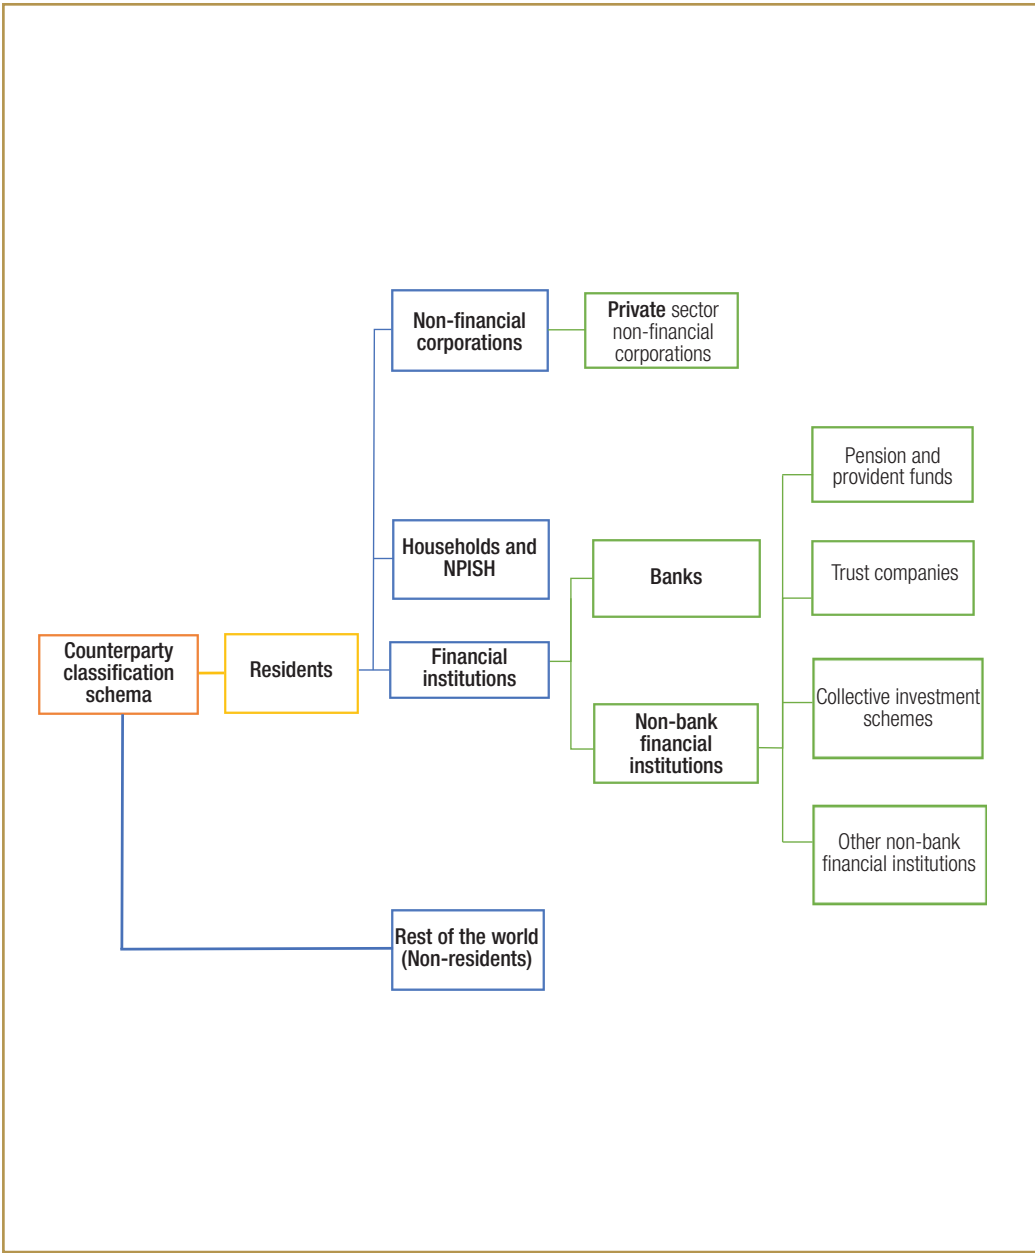 Non-financial
corporations
Private sector
non-financial
corporations
Pension and
provident funds
Households and
NPISH
Banks
Trust companies
Counterparty
classification
schema
Residents
Financial
institutions
Non-bank
financial
institutions
Collective investment
schemes
Other non-bank
financial institutions
Rest of the world
(Non-residents)